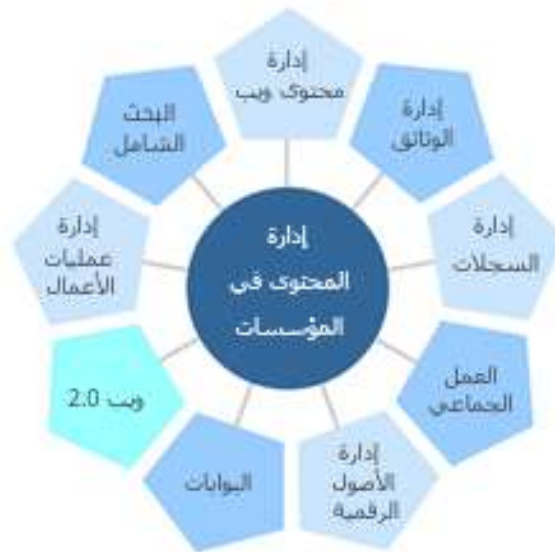 إدارة
محتوى ويب
إدارة
الوثائق
إدارة
السجلات
العمل
الجماعي
إدارة
الأصول
الرقمية
البوابات
ويب 2.0
إدارة
عمليات
الأعمال
البحث
الشامل
إدارة
المحتوى في
المؤسسات